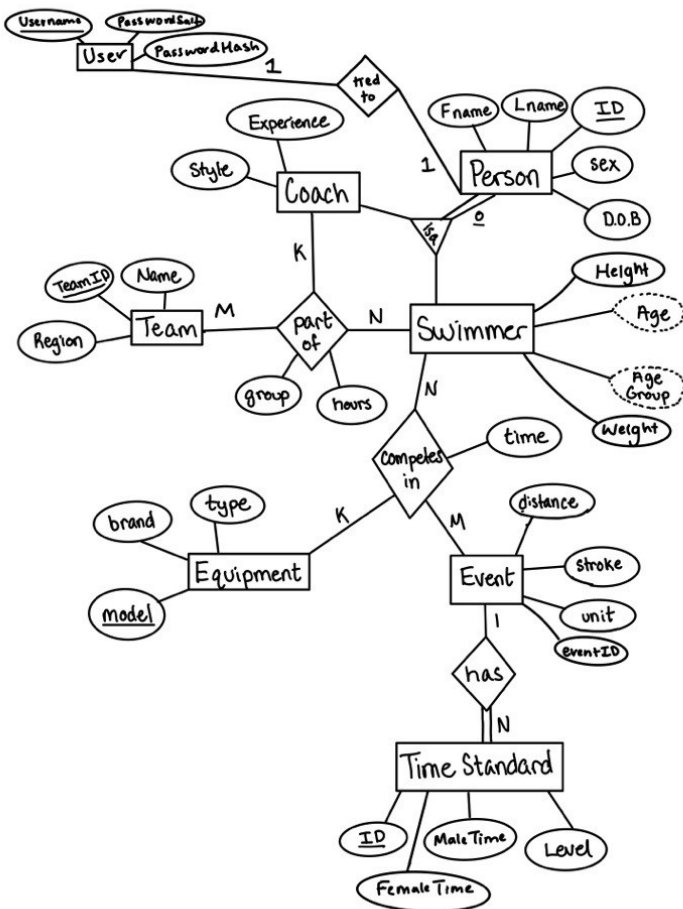 Username
PasswordSalt
User
PasswordHash
1
tied
to
Fname
Lname
ID
Experience
Style
Coach
1
Person
sex
isa
o
D.O.B
K
TeamID
Name
Height
Team
M
part
of
N
Swimmer
Age
Region
group
hours
Age
Group
N
Weight
competes
in
time
brand
type
K
M
distance
Equipment
Event
stroke
model
unit
1
eventID
has
N
Time Standard
ID
Male Time
Level
Female Time